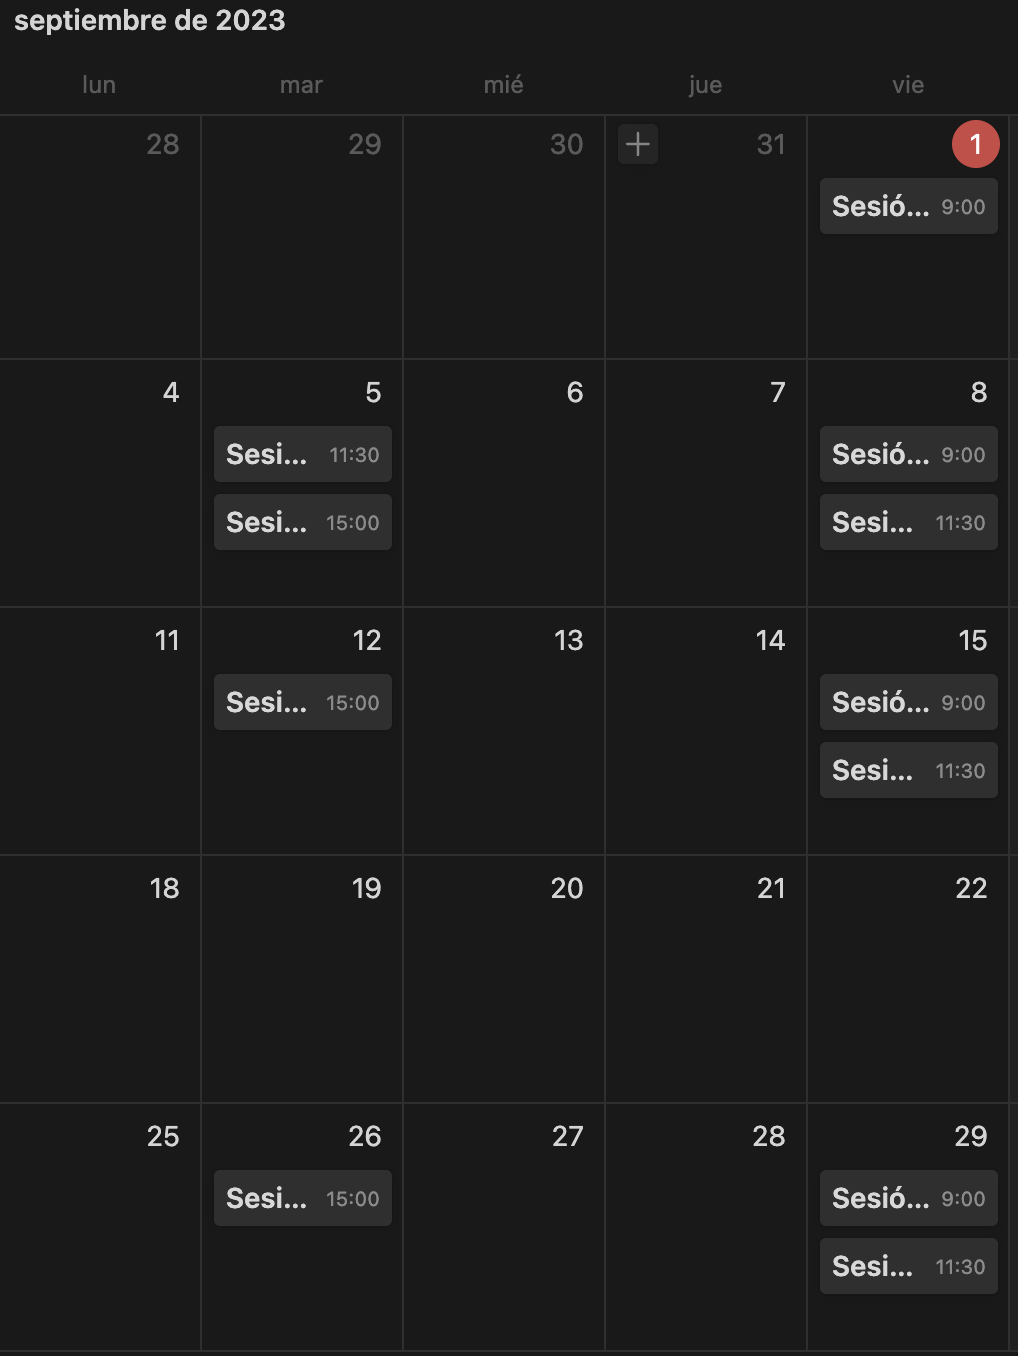 septiembre de 2023
lun mar mié jue vie
28 29 30 31 1
Sesió... 9:00
4 5 6 7 8
Sesi... 11:30 Sesió... 9:00
Sesi... 15:00 Sesi... 11:30
11 12 13 14 15
Sesi... 15:00 Sesió... 9:00
Sesi... 11:30
18 19 20 21 22
25 26 27 28 29
Sesi... 15:00 Sesió... 9:00
Sesi... 11:30